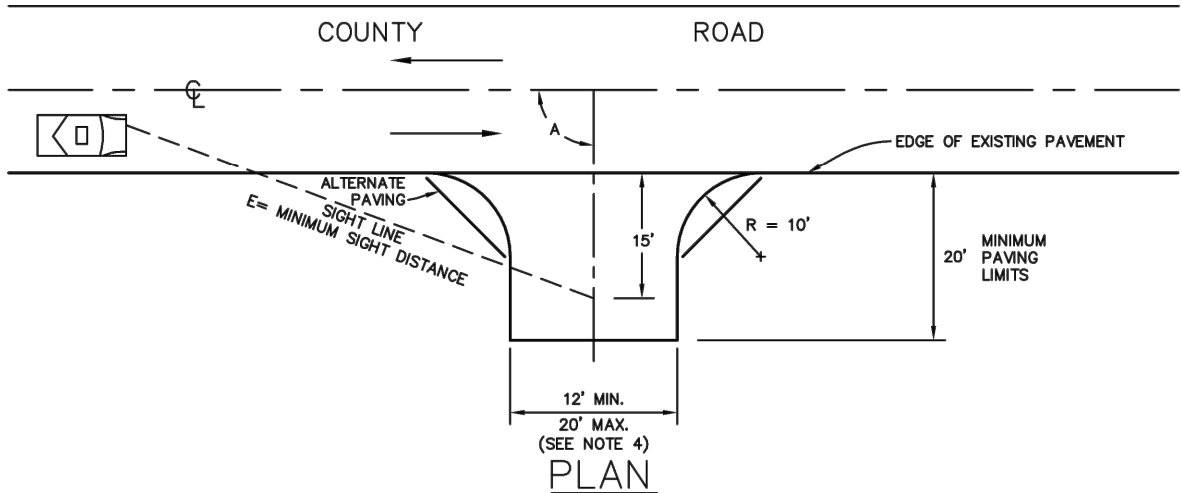 COUNTY ROAD
℄
A
EDGE OF EXISTING PAVEMENT
ALTERNATE
PAVING
SIGHT LINE
E= MINIMUM SIGHT DISTANCE
15'
R = 10'
20' MINIMUM
PAVING
LIMITS
12' MIN.
20' MAX.
(SEE NOTE 4)
PLAN